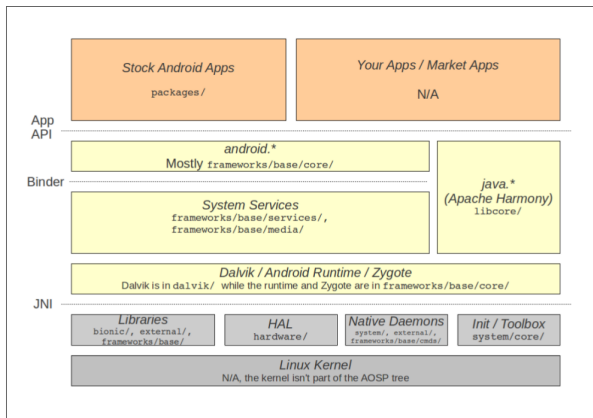 Stock Android Apps
packages/
Your Apps / Market Apps
N/A
App
API
android.*
Mostly frameworks/base/core/
java.*
(Apache Harmony)
libcore/
Binder
System Services
frameworks/base/services/,
frameworks/base/media/
Dalvik / Android Runtime / Zygote
Dalvik is in dalvik/ while the runtime and Zygote are in frameworks/base/core/
JNI
Libraries
bionic/, external/,
frameworks/base/
HAL
hardware/
Native Daemons
system/, external/,
frameworks/base/cmds/
Init / Toolbox
system/core/
Linux Kernel
N/A, the kernel isn't part of the AOSP tree